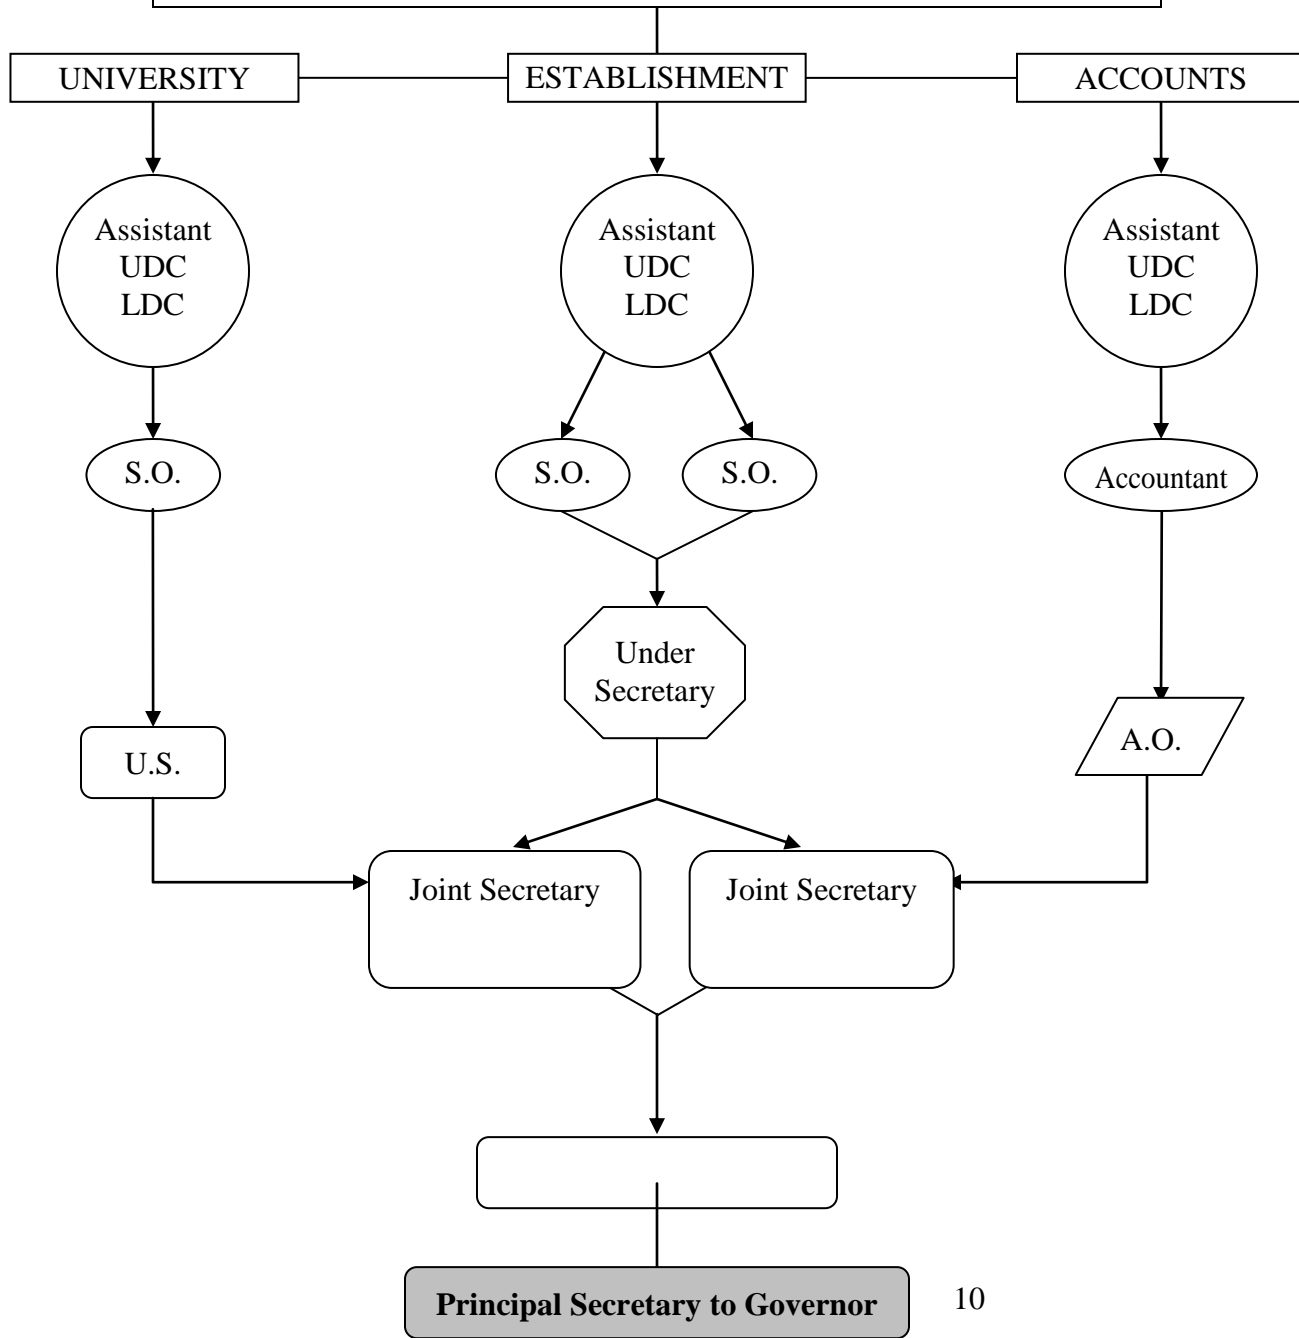 UNIVERSITY
ESTABLISHMENT
ACCOUNTS
Assistant
UDC
LDC
Assistant
UDC
LDC
Assistant
UDC
LDC
S.O.
S.O.
S.O.
Accountant
Under
Secretary
U.S.
A.O.
Joint Secretary
Joint Secretary
Principal Secretary to Governor
10